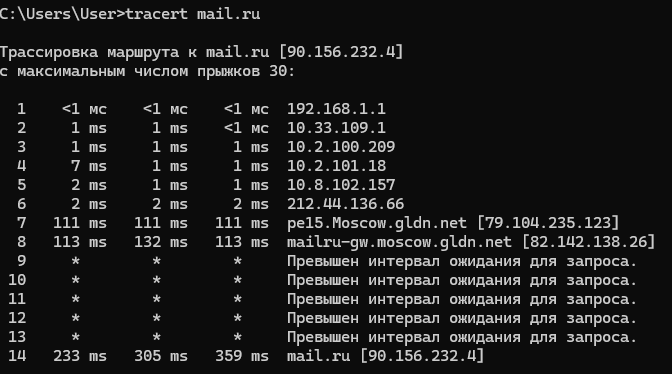 C:\Users\User>tracert mail.ru
Трассировка маршрута к mail.ru [90.156.232.4]
с максимальным числом прыжков 30:
1 <1 мс <1 мс <1 мс 192.168.1.1
2 1 ms 1 ms <1 мс 10.33.109.1
3 1 ms 1 ms 1 ms 10.2.100.209
4 7 ms 1 ms 1 ms 10.2.101.18
5 2 ms 1 ms 1 ms 10.8.102.157
6 2 ms 2 ms 2 ms 212.44.136.66
7 111 ms 111 ms 111 ms pe15.Moscow.gldn.net [79.104.235.123]
8 113 ms 132 ms 113 ms mailru-gw.moscow.gldn.net [82.142.138.26]
9 * * * Превышен интервал ожидания для запроса.
10 * * * Превышен интервал ожидания для запроса.
11 * * * Превышен интервал ожидания для запроса.
12 * * * Превышен интервал ожидания для запроса.
13 * * * Превышен интервал ожидания для запроса.
14 233 ms 305 ms 359 ms mail.ru [90.156.232.4]